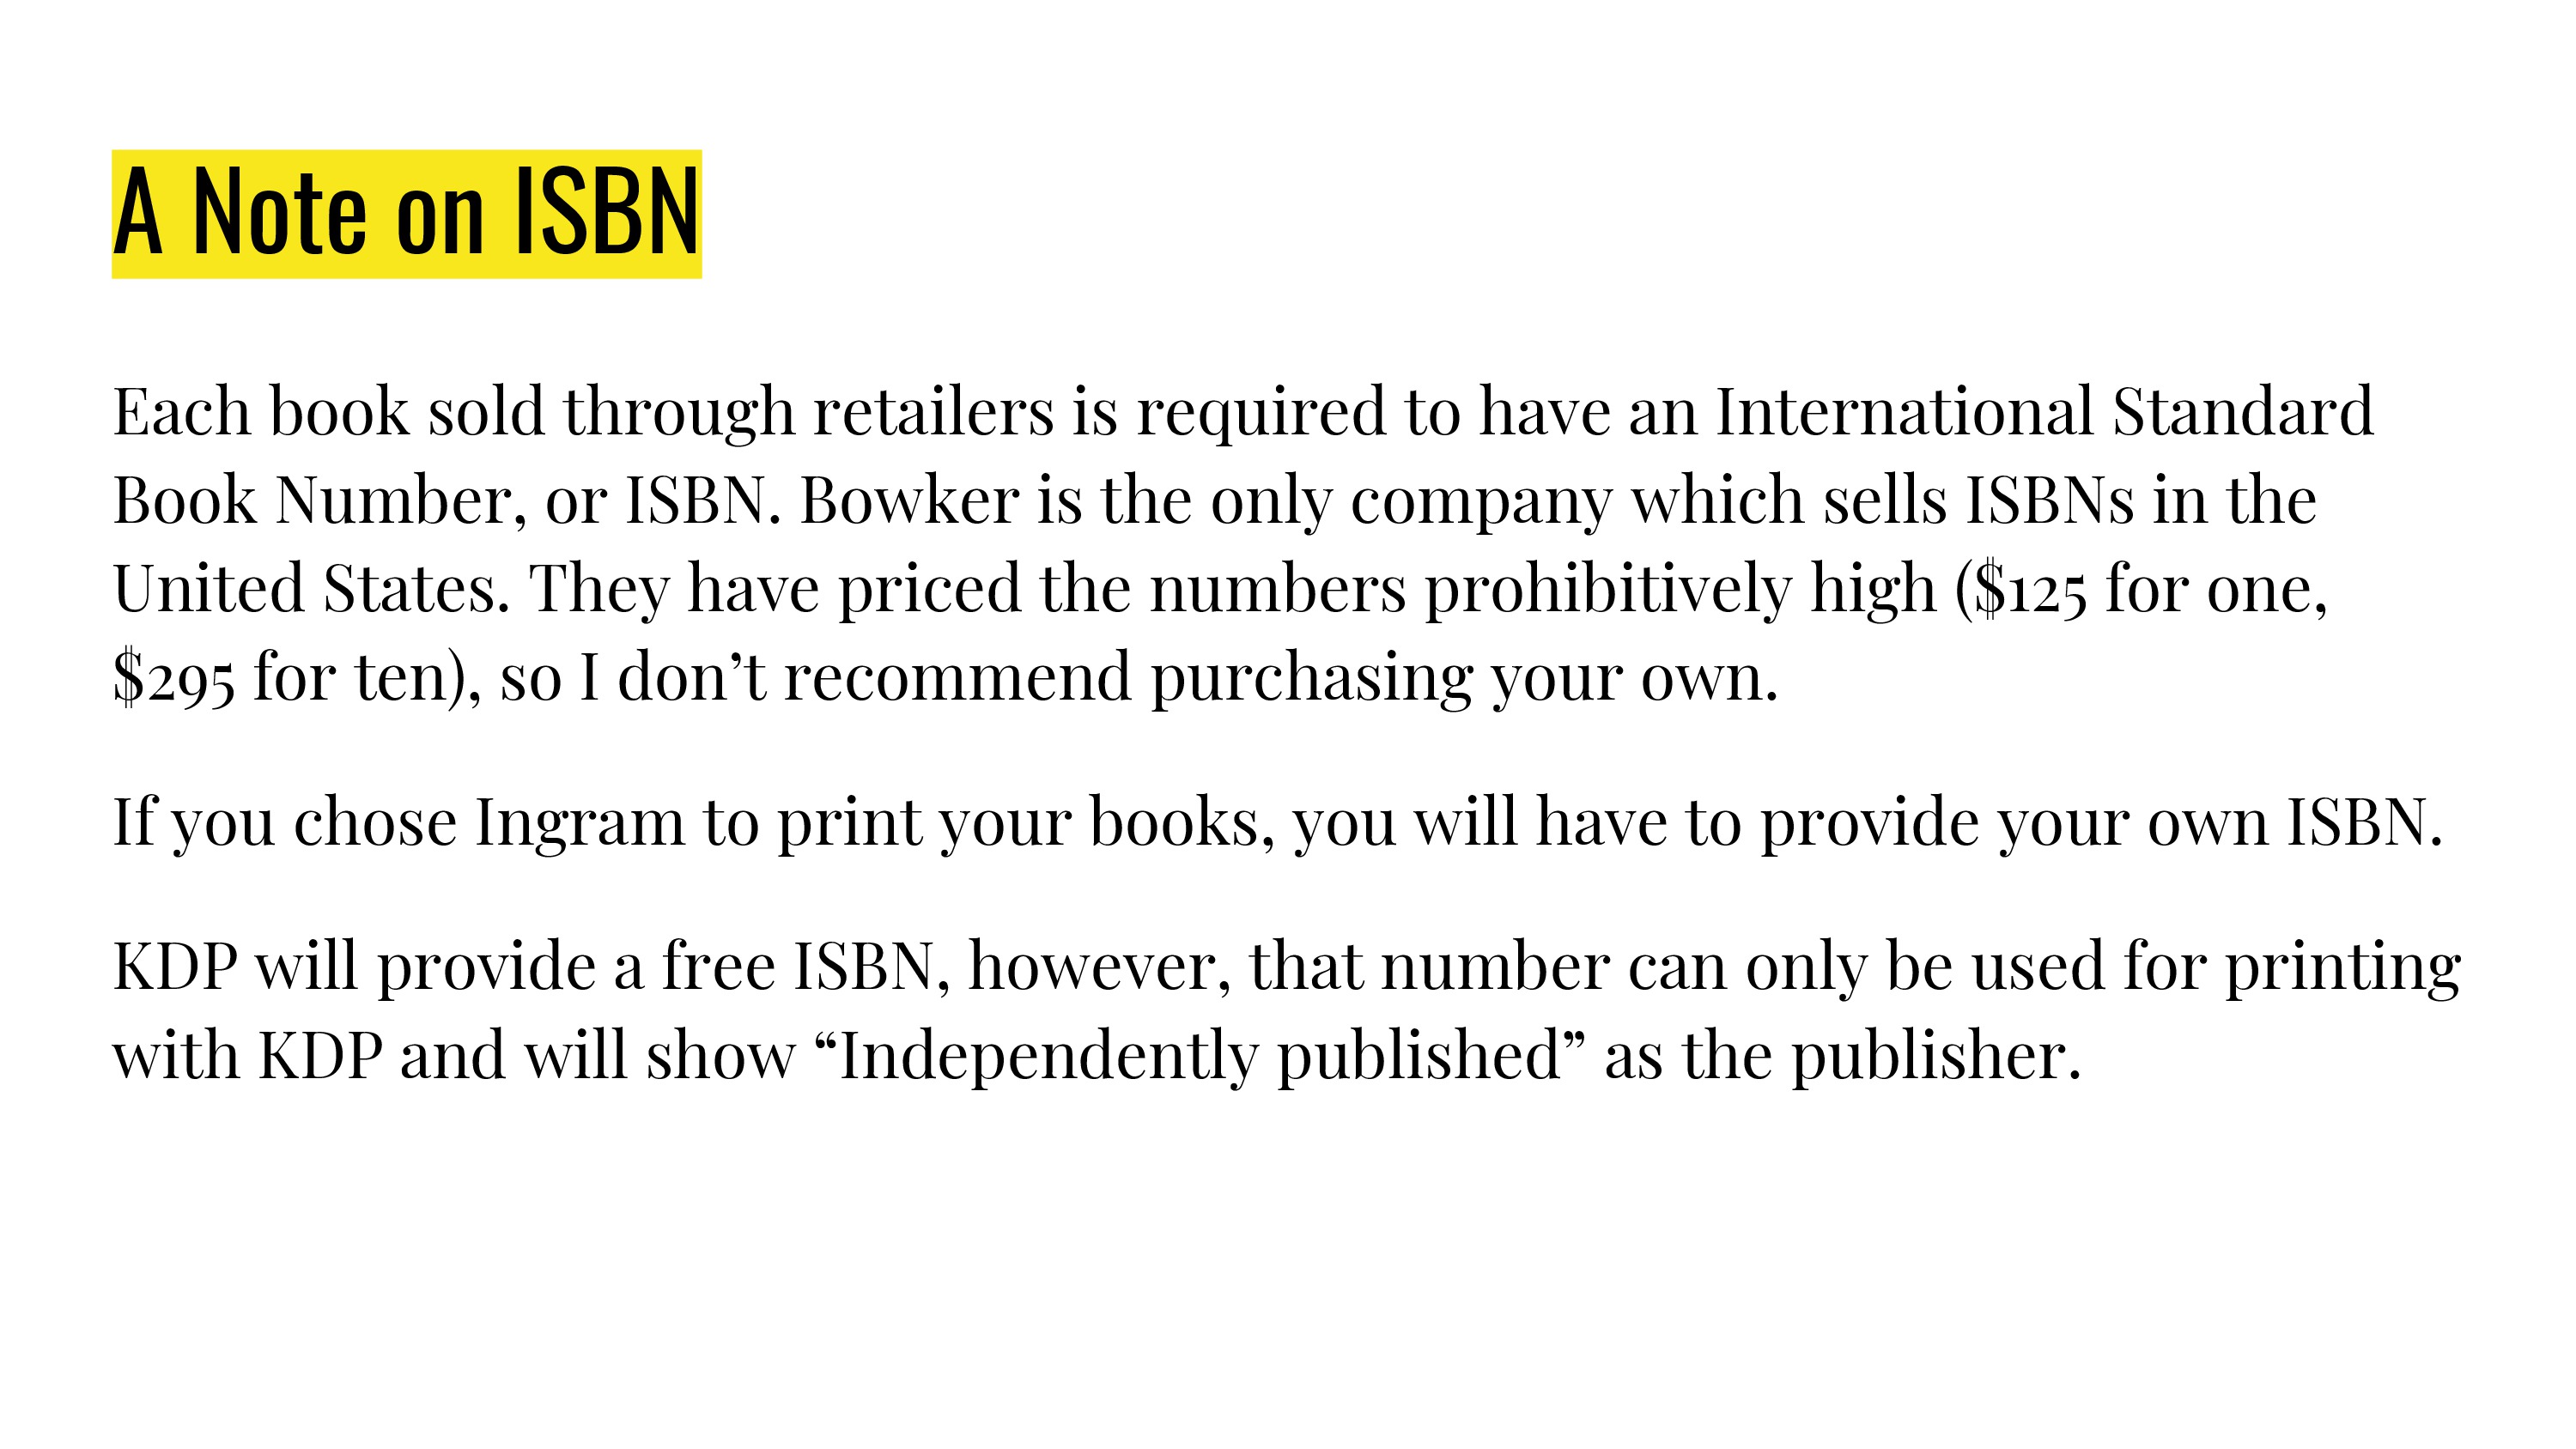 A Note on ISBN
Each book sold through retailers is required to have an International Standard
Book Number, or ISBN. Bowker is the only company which sells ISBNs in the
United States. They have priced the numbers prohibitively high ($125 for one,
$295 for ten), so I don’t recommend purchasing your own.
If you chose Ingram to print your books, you will have to provide your own ISBN.
KDP will provide a free ISBN, however, that number can only be used for printing
with KDP and will show “Independently published” as the publisher.